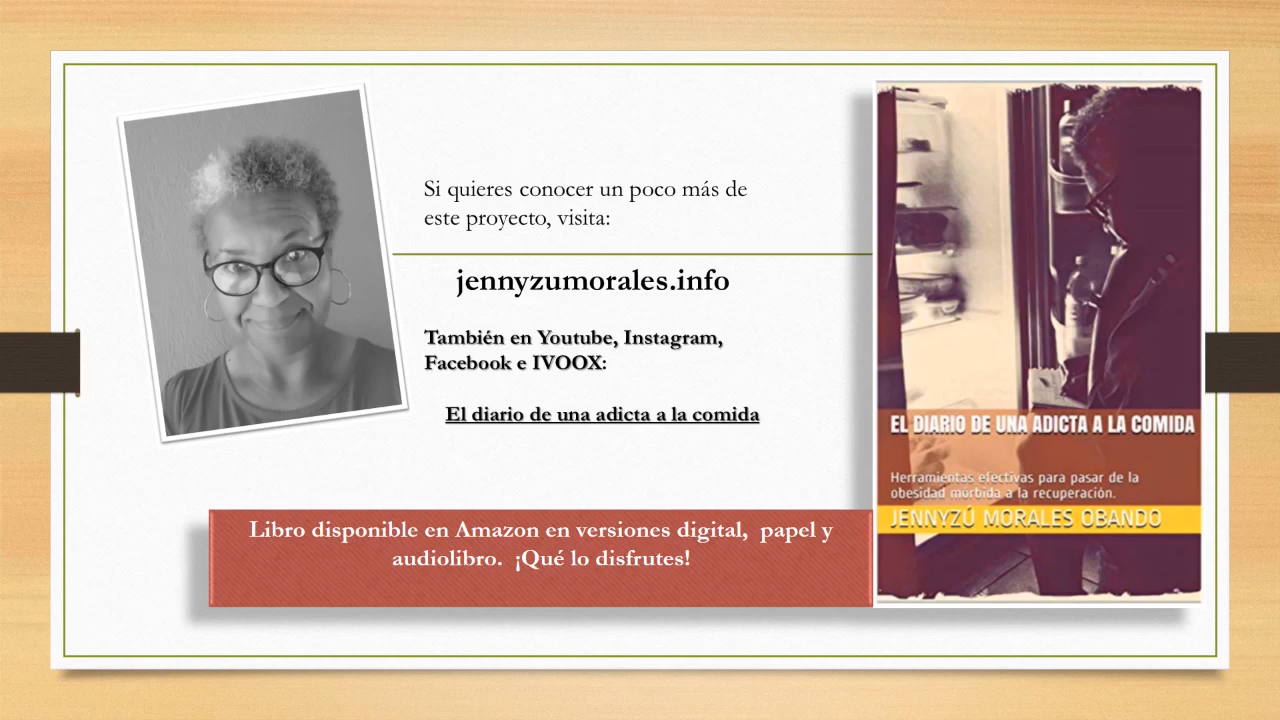 Si quieres conocer un poco más de
este proyecto, visita:
jennyzumorales.info
También en Youtube, Instagram,
Facebook e IVOOX:
El diario de una adicta a la comida
Libro disponible en Amazon en versiones digital,  papel y
audiolibro.  ¡Qué lo disfrutes!
EL DIARIO DE UNA ADICTA A LA COMIDA
Herramientas efectivas para pasar de la
obesidad mórbida a la recuperación.
JENNYZÚ MORALES OBANDO